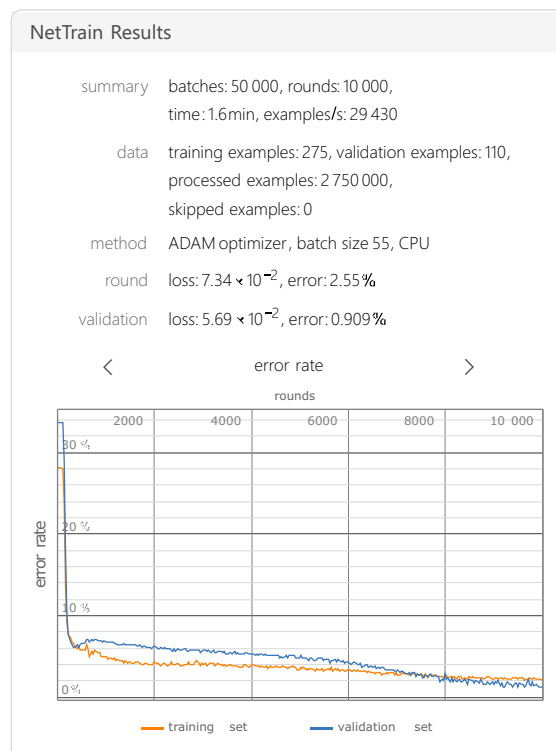 NetTrain Results
summary batches: 50 000, rounds: 10 000,
time: 1.6 min, examples/s: 29 430
data training examples: 275, validation examples: 110,
processed examples: 2 750 000,
skipped examples: 0
method ADAM optimizer, batch size 55, CPU
round loss: 7.34 × 10⁻², error: 2.55%
validation loss: 5.69 × 10⁻², error: 0.909%
error rate
rounds
2000 4000 6000 8000 10 000
30 %
20 %
error rate
10 %
0 %
training set validation set